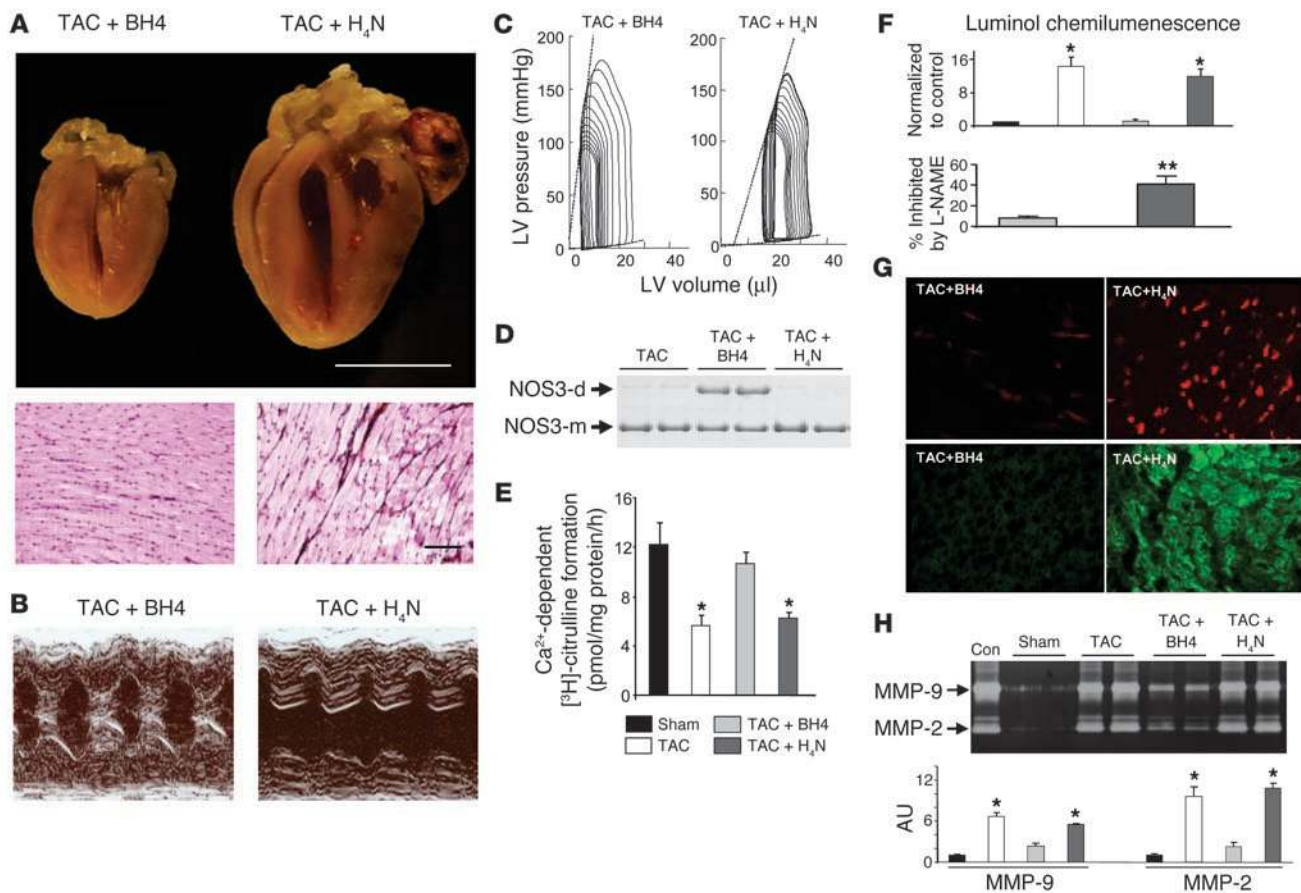 A
TAC + BH4
TAC + H₄N
B
TAC + BH4
TAC + H₄N
C
TAC + BH4
TAC + H₄N
LV pressure (mmHg)
200
150
100
50
0
0 20 40
200
150
100
50
0
0 20 40
LV volume (μl)
D
TAC
TAC + BH4
TAC + H₄N
NOS3-d
NOS3-m
E
Ca²⁺-dependent
[³H]-citrulline formation
(pmol/mg protein/h)
16
12
8
4
0
*
*
Sham
TAC + BH4
TAC
TAC + H₄N
F
Luminol chemilumenescence
Normalized
to control
16
8
0
*
*
% Inhibited
by L-NAME
60
40
20
0
**
G
TAC+BH4
TAC+H₄N
TAC+BH4
TAC+H₄N
H
Con
Sham
TAC
TAC + BH4
TAC + H₄N
MMP-9
MMP-2
AU
12
6
0
*
*
*
*
MMP-9
MMP-2